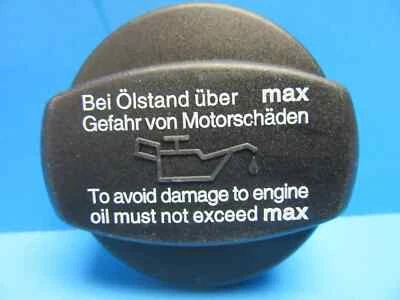 Bei Ölstand über max
Gefahr von Motorschäden
To avoid damage to engine
oil must not exceed max